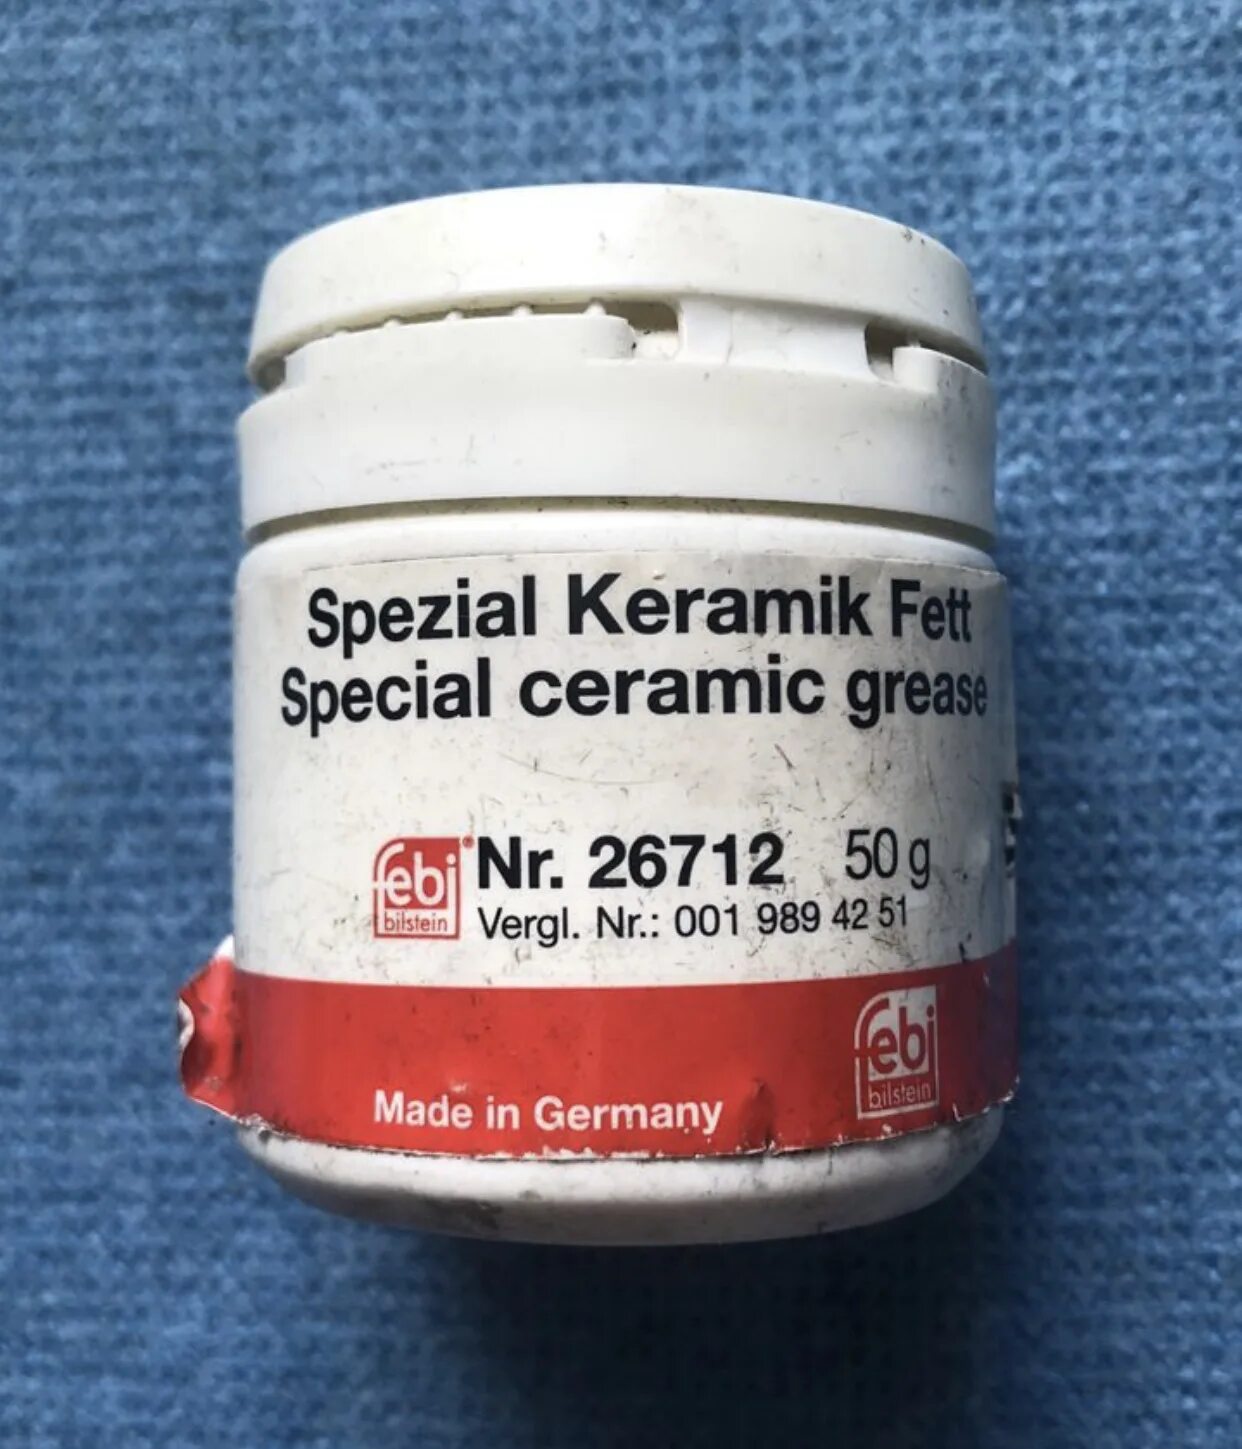 Spezial Keramik Fett
Special ceramic grease
febi® Nr. 26712 50 g
bilstein Vergl. Nr.: 001 989 42 51
febi
bilstein
Made in Germany